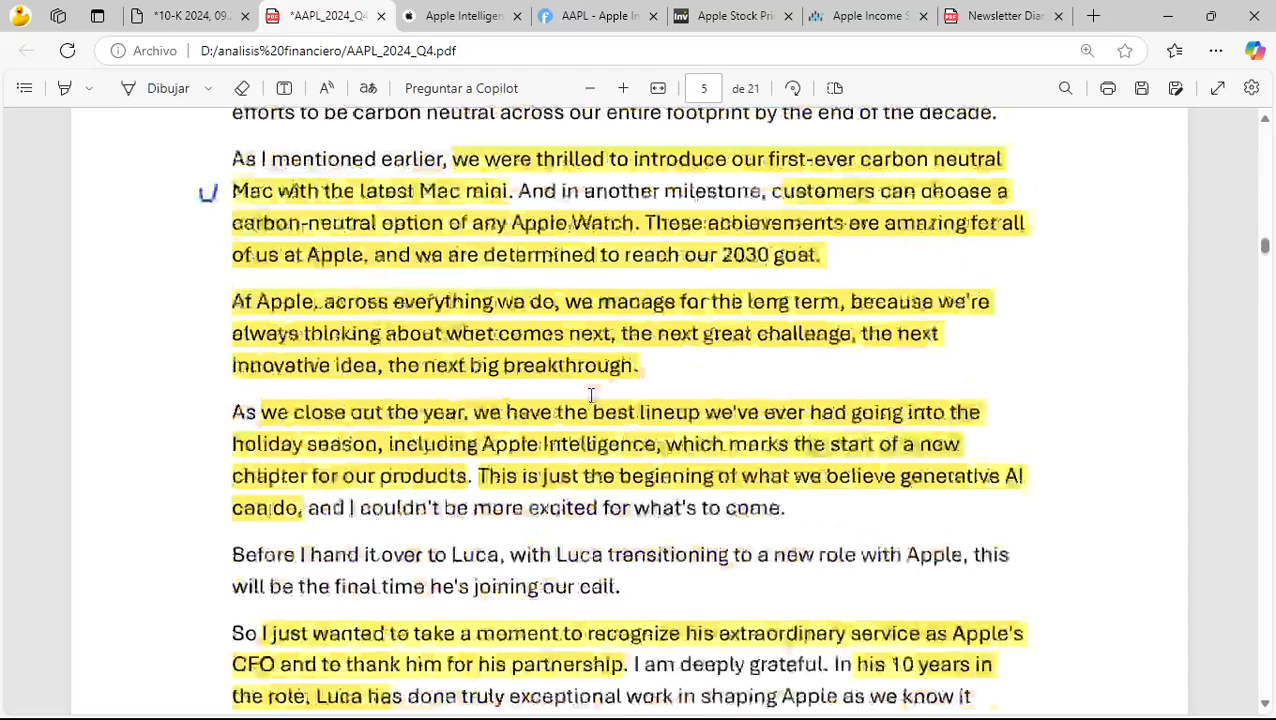 *10-K 2024, 09.2
*AAPL_2024_Q4.p
Apple Intelligen
AAPL - Apple In
Apple Stock Pri
Apple Income S
Newsletter Diar
Archivo
D:/analisis%20financiero/AAPL_2024_Q4.pdf
Dibujar
Preguntar a Copilot
5
de 21
efforts to be carbon neutral across our entire footprint by the end of the decade.
As I mentioned earlier, we were thrilled to introduce our first-ever carbon neutral
Mac with the latest Mac mini. And in another milestone, customers can choose a
carbon-neutral option of any Apple Watch. These achievements are amazing for all
of us at Apple, and we are determined to reach our 2030 goal.
At Apple, across everything we do, we manage for the long term, because we're
always thinking about what comes next, the next great challenge, the next
innovative idea, the next big breakthrough.
As we close out the year, we have the best lineup we've ever had going into the
holiday season, including Apple Intelligence, which marks the start of a new
chapter for our products. This is just the beginning of what we believe generative AI
can do, and I couldn't be more excited for what's to come.
Before I hand it over to Luca, with Luca transitioning to a new role with Apple, this
will be the final time he's joining our call.
So I just wanted to take a moment to recognize his extraordinary service as Apple's
CFO and to thank him for his partnership. I am deeply grateful. In his 10 years in
the role, Luca has done truly exceptional work in shaping Apple as we know it